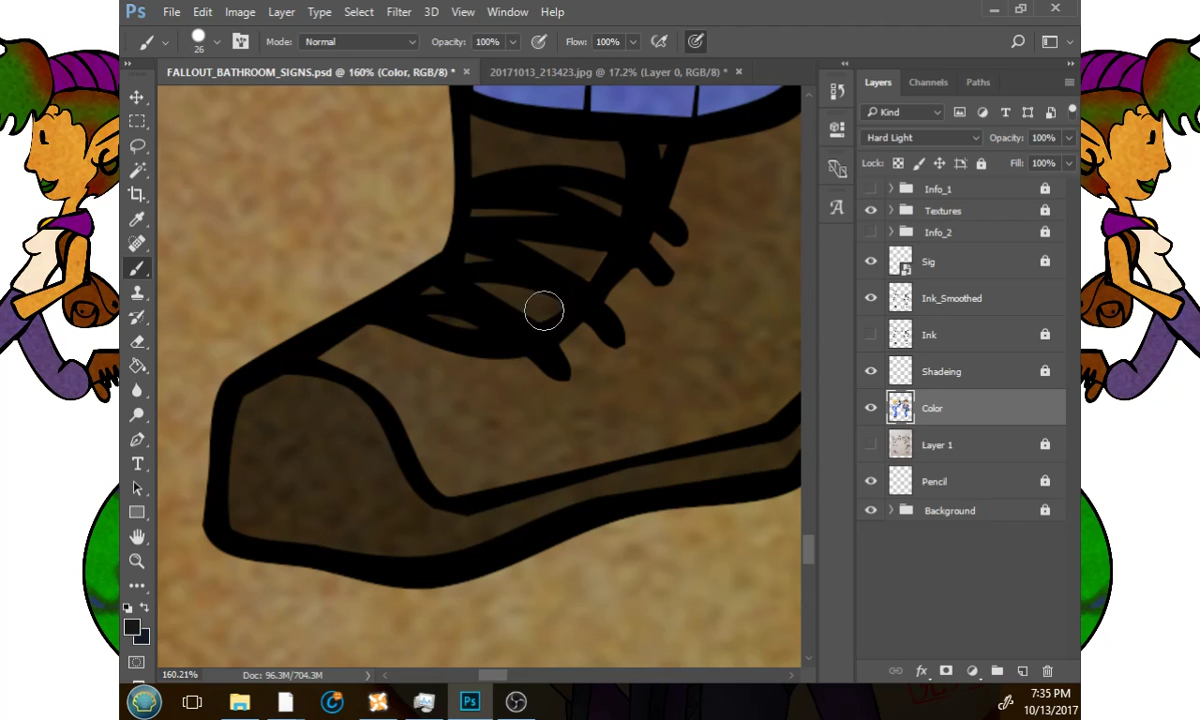 Ps File Edit Image Layer Type Select Filter 3D View Window Help
26 Mode: Normal Opacity: 100% Flow: 100%
FALLOUT_BATHROOM_SIGNS.psd @ 160% (Color, RGB/8) * × 20171013_213423.jpg @ 17.2% (Layer 0, RGB/8) * ×
Layers Channels Paths
Kind
Hard Light Opacity: 100%
Lock: Fill: 100%
Info_1
Textures
Info_2
Sig
Ink_Smoothed
Ink
Shadeing
Color
Layer 1
Pencil
Background
160.21% Doc: 96.3M/704.3M
fx
Ps
7:35 PM
10/13/2017